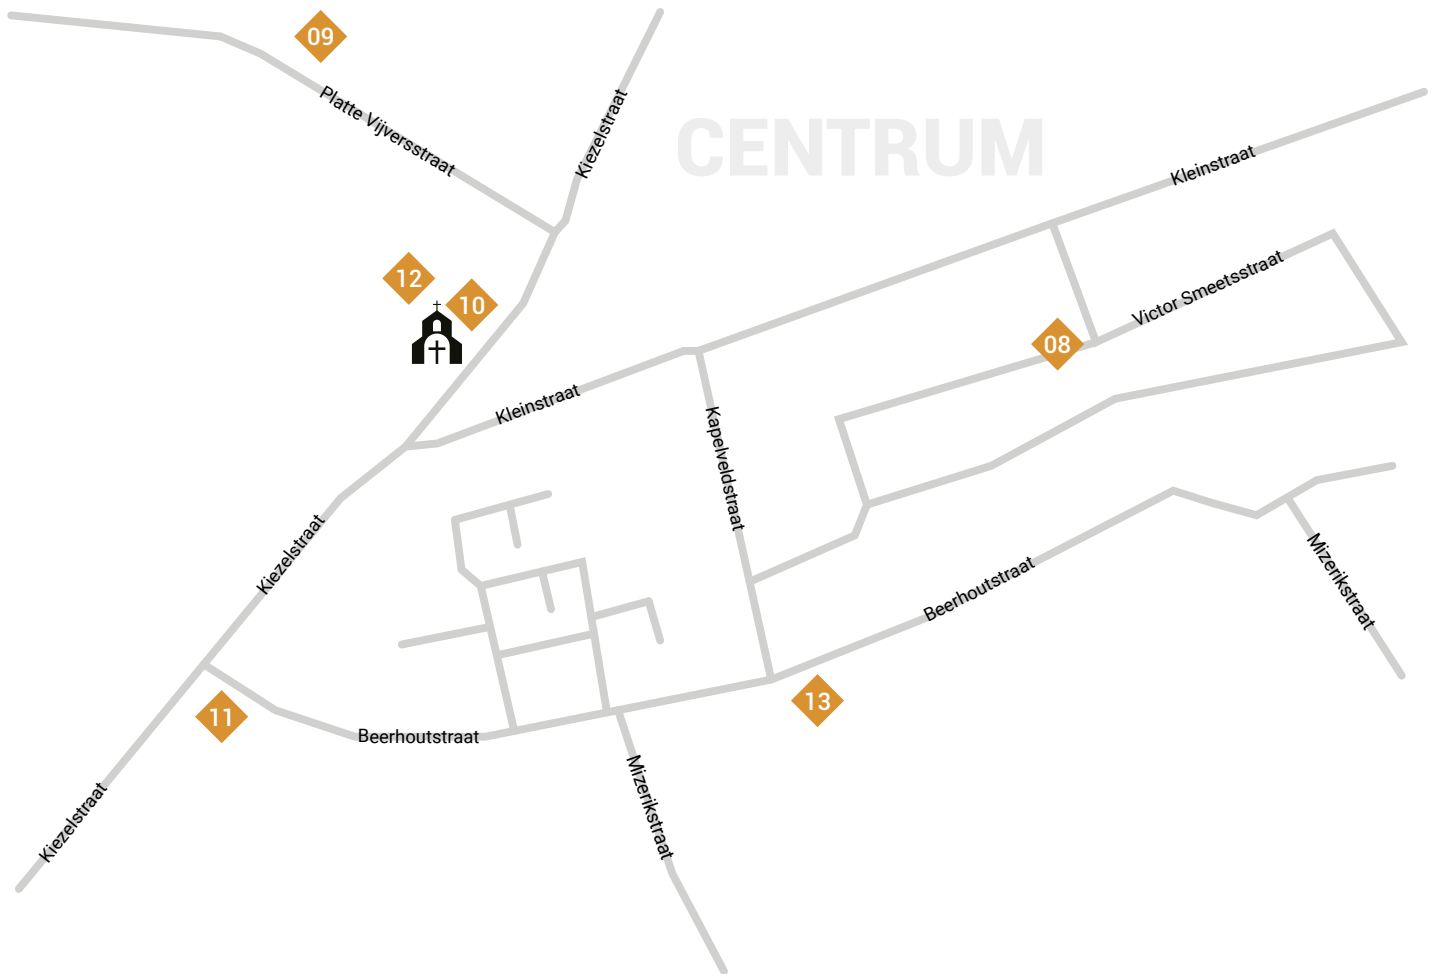 09
Platte Vijversstraat
Kiezelstraat
CENTRUM
Kleinstraat
12
10
Victor Smeetsstraat
08
Kleinstraat
Kapelveldstraat
Kiezelstraat
Beerhoutstraat
Mizerikstraat
11
13
Beerhoutstraat
Kiezelstraat
Mizerikstraat